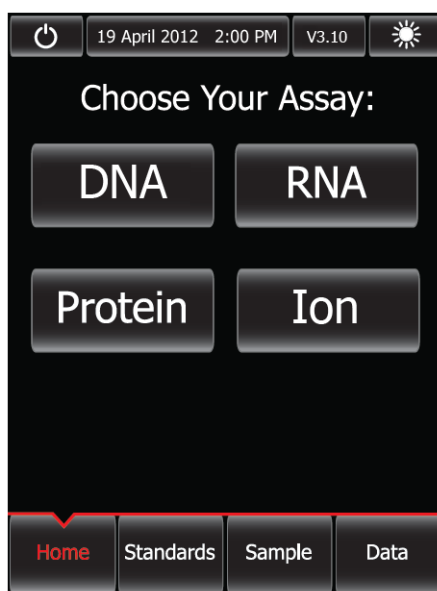 19 April 2012 2:00 PM V3.10
Choose Your Assay:
DNA RNA
Protein Ion
Home Standards Sample Data